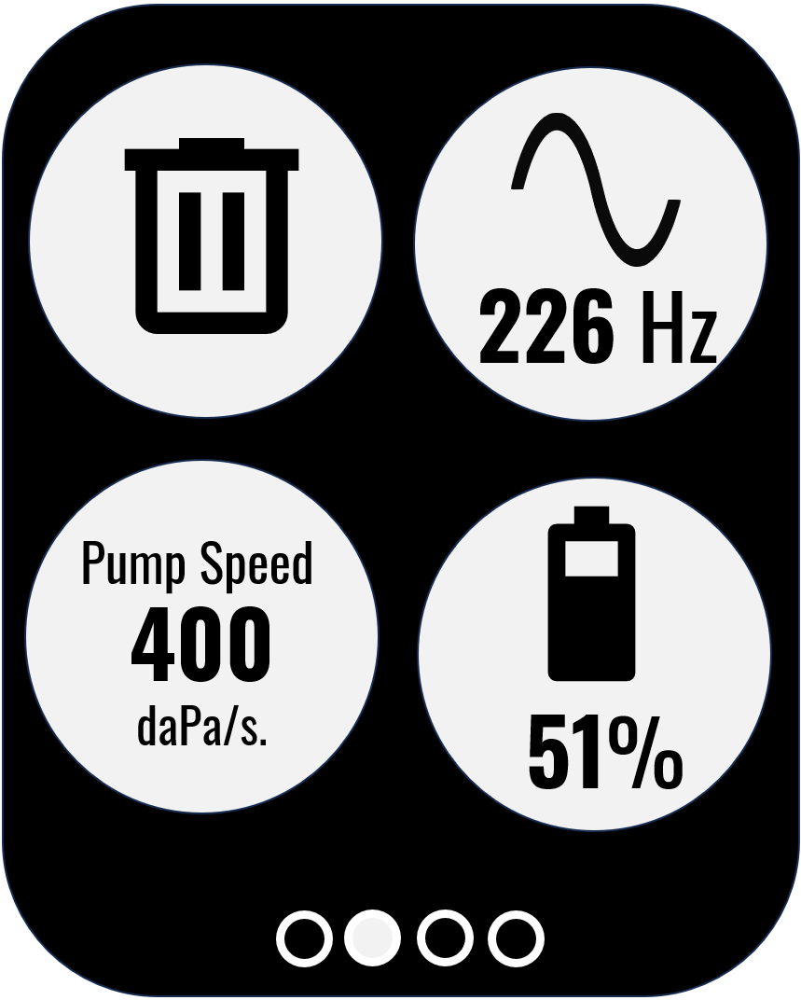 226 Hz
Pump Speed
400
daPa/s.
51%